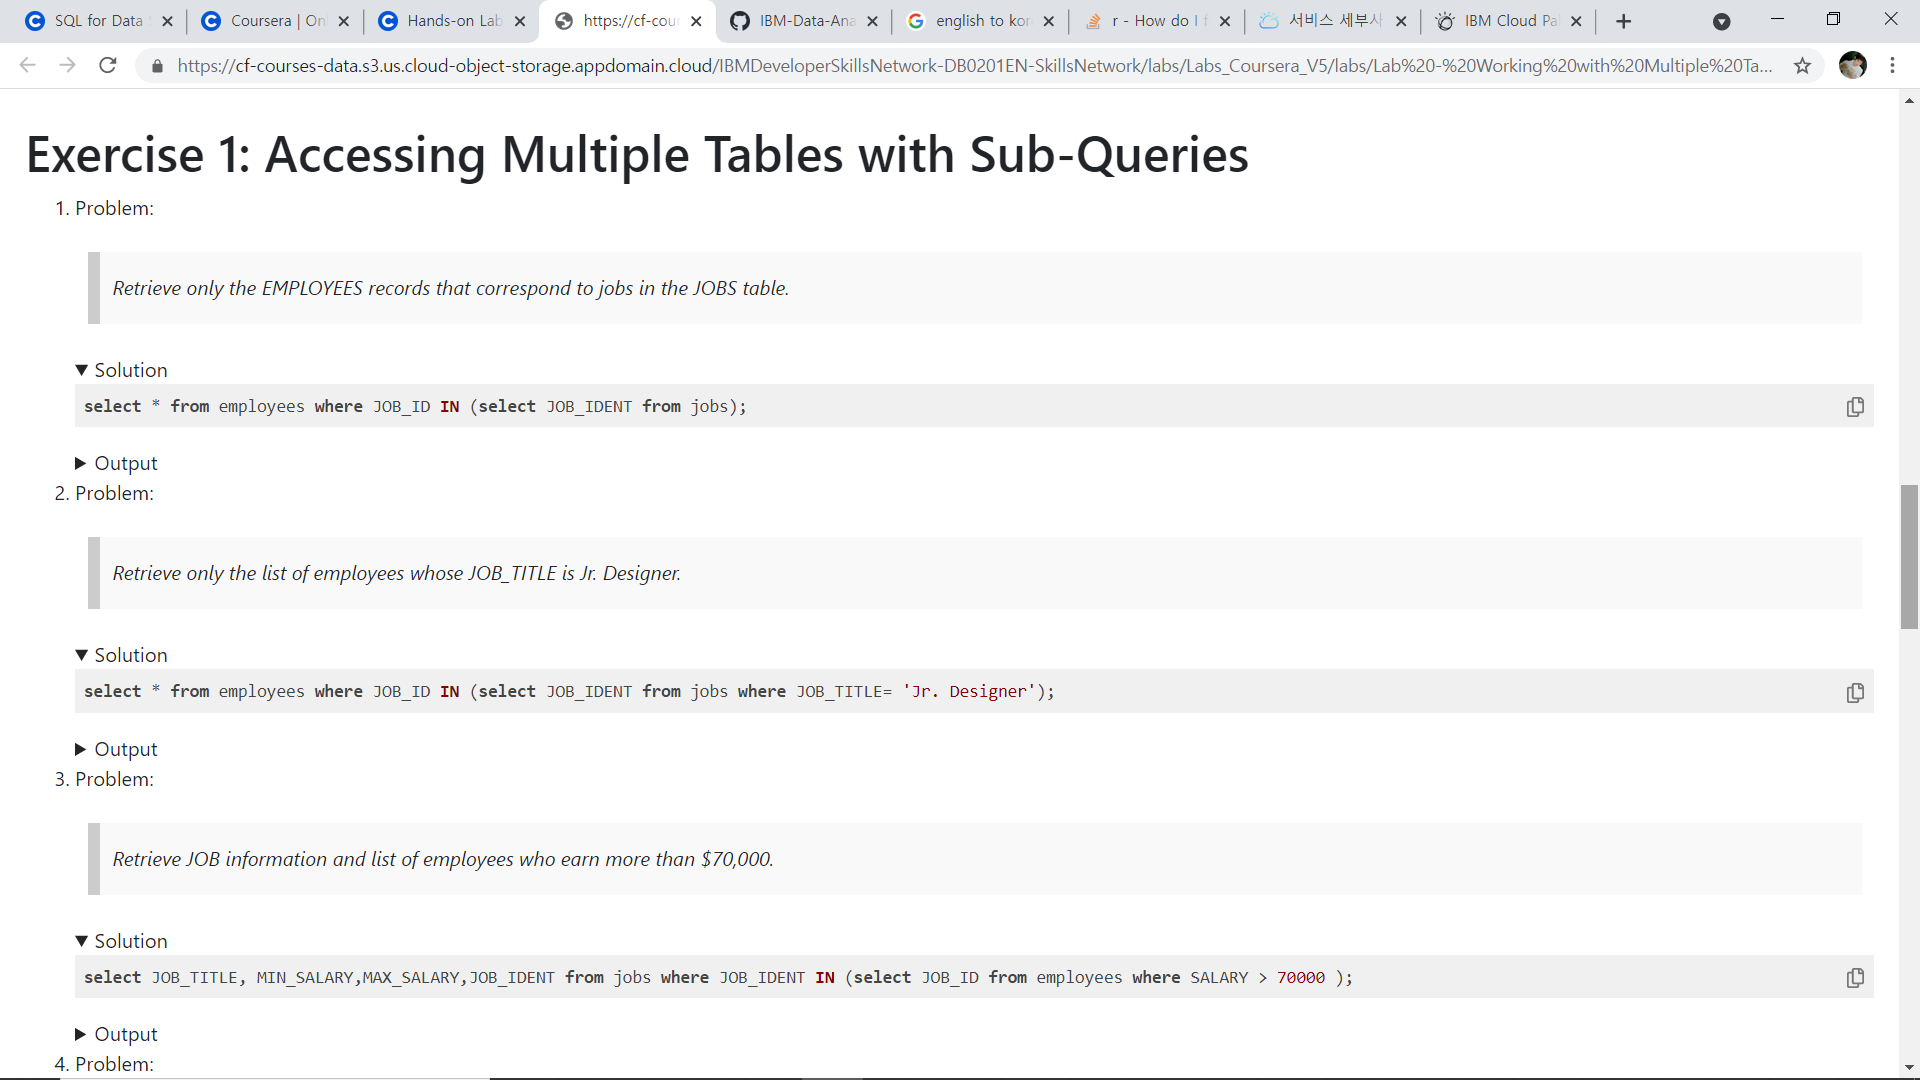 SQL for Data
Coursera | On
Hands-on Lab
https://cf-cou
IBM-Data-Ana
english to kor
r - How do I f
서비스 세부사
IBM Cloud Pa
https://cf-courses-data.s3.us.cloud-object-storage.appdomain.cloud/IBMDeveloperSkillsNetwork-DB0201EN-SkillsNetwork/labs/Labs_Coursera_V5/labs/Lab%20-%20Working%20with%20Multiple%20Ta...
Exercise 1: Accessing Multiple Tables with Sub-Queries
1. Problem:
Retrieve only the EMPLOYEES records that correspond to jobs in the JOBS table.
Solution
select * from employees where JOB_ID IN (select JOB_IDENT from jobs);
Output
2. Problem:
Retrieve only the list of employees whose JOB_TITLE is Jr. Designer.
Solution
select * from employees where JOB_ID IN (select JOB_IDENT from jobs where JOB_TITLE= 'Jr. Designer');
Output
3. Problem:
Retrieve JOB information and list of employees who earn more than $70,000.
Solution
select JOB_TITLE, MIN_SALARY,MAX_SALARY,JOB_IDENT from jobs where JOB_IDENT IN (select JOB_ID from employees where SALARY > 70000 );
Output
4. Problem: